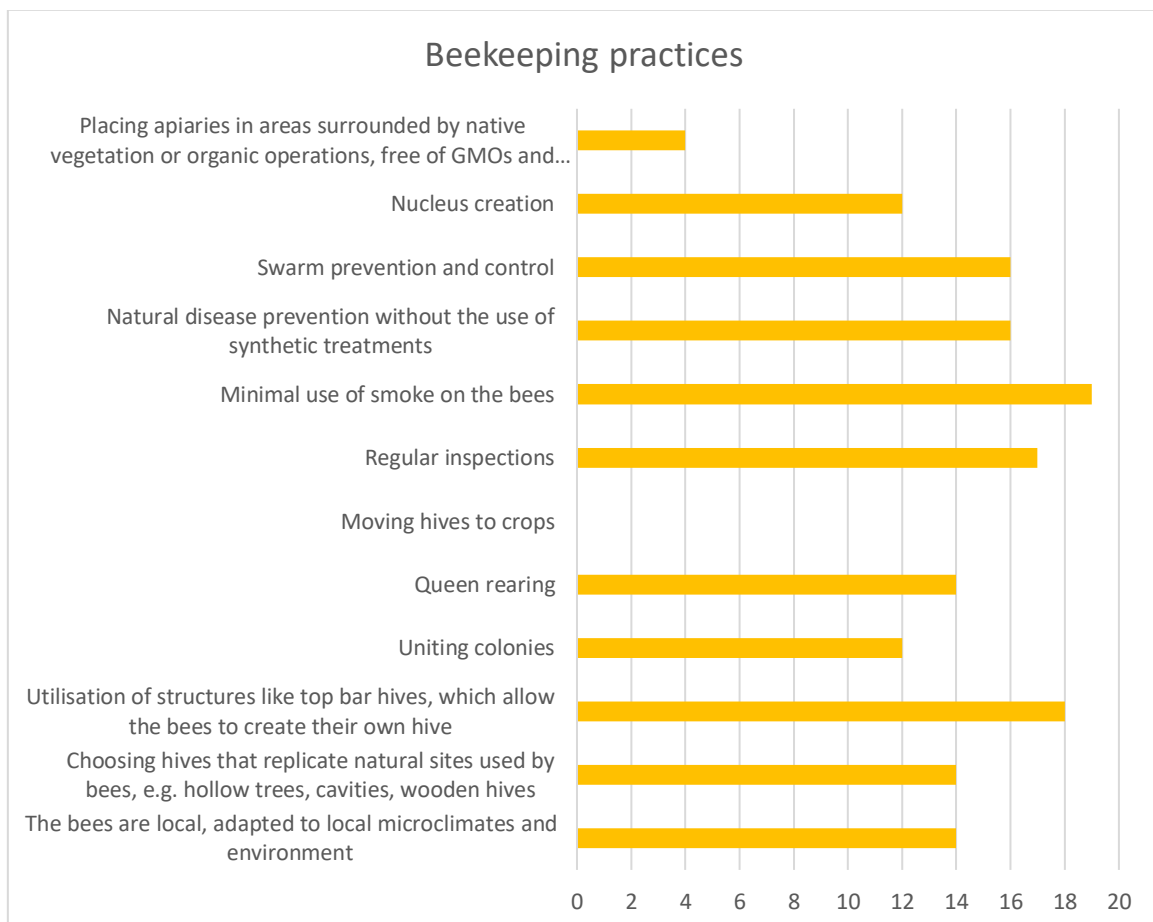 Beekeeping practices
Placing apiaries in areas surrounded by native
vegetation or organic operations, free of GMOs and...
Nucleus creation
Swarm prevention and control
Natural disease prevention without the use of
synthetic treatments
Minimal use of smoke on the bees
Regular inspections
Moving hives to crops
Queen rearing
Uniting colonies
Utilisation of structures like top bar hives, which allow
the bees to create their own hive
Choosing hives that replicate natural sites used by
bees, e.g. hollow trees, cavities, wooden hives
The bees are local, adapted to local microclimates and
environment
0 2 4 6 8 10 12 14 16 18 20